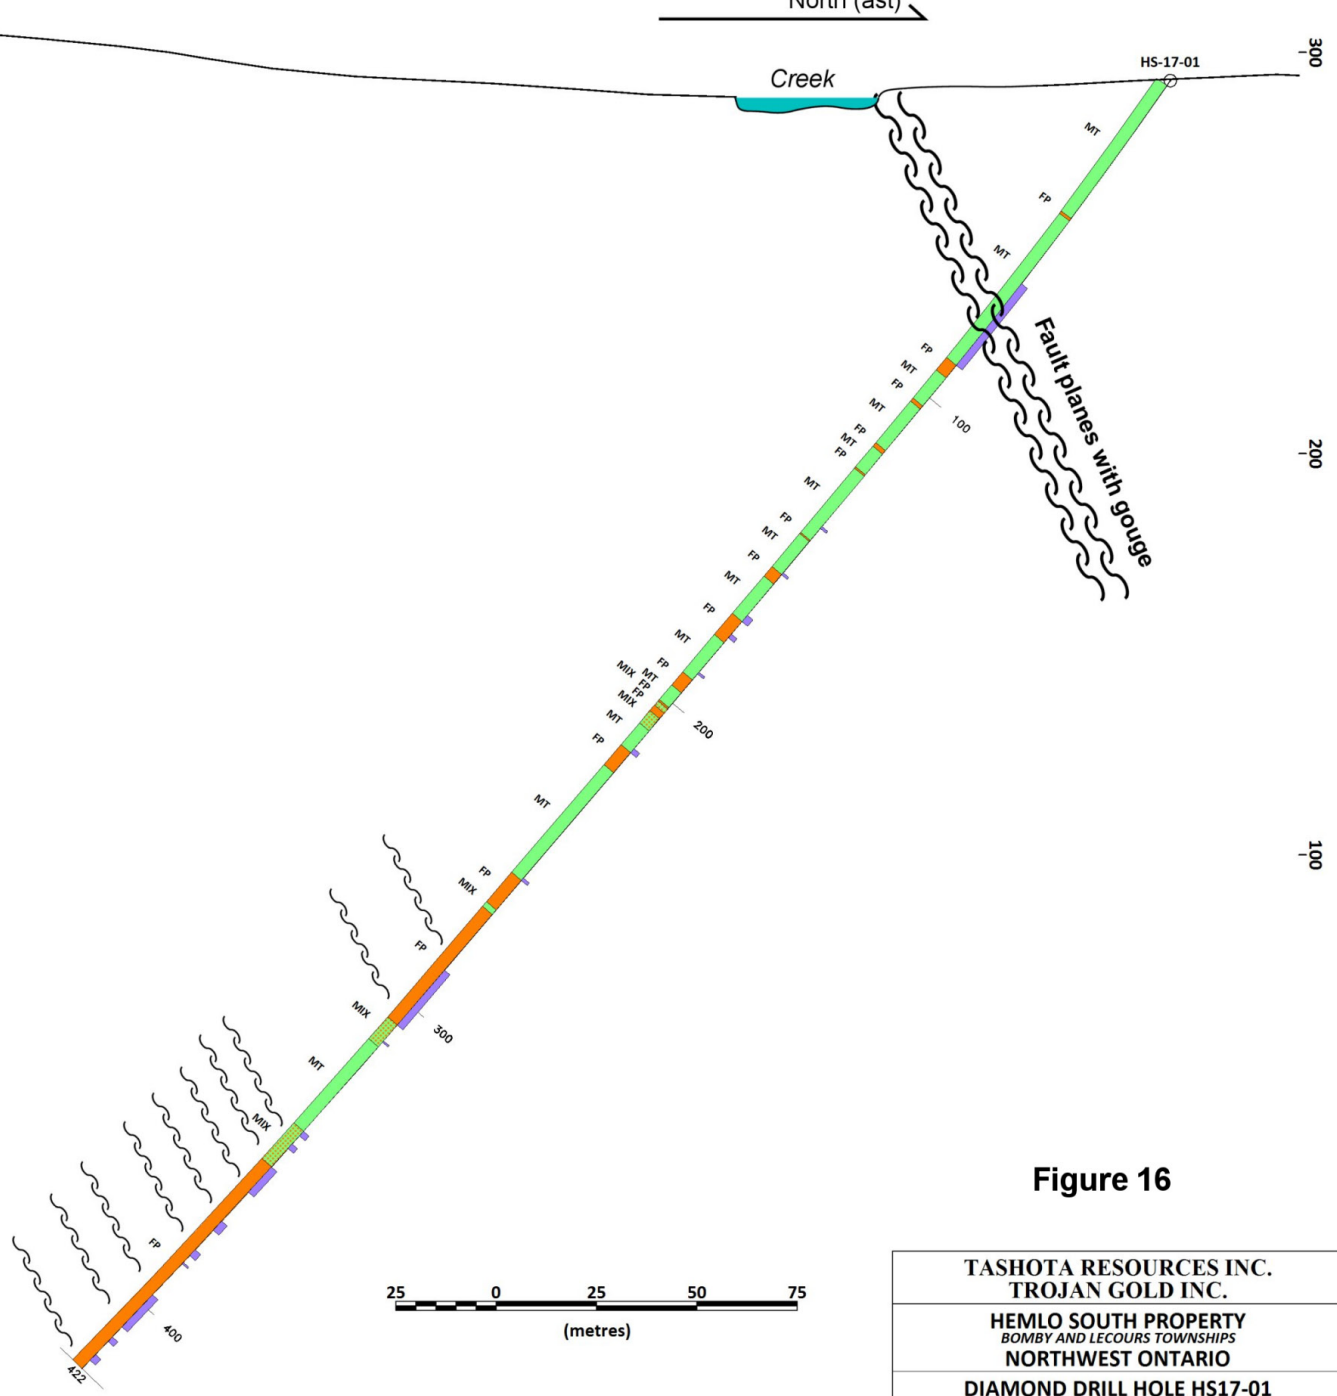 North (ast)
300
HS-17-01
Creek
MT
FP
MT
Fault planes with gouge
FP
MT
FP
MT
100
FP
MT
FP
200
MT
FP
MT
FP
MT
FP
MT
FP
MIX
MT
FP
FP
MIX
MT
200
FP
MT
100
FP
MIX
FP
MIX
300
MT
MIX
FP
400
422
Figure 16
25 0 25 50 75
(metres)
TASHOTA RESOURCES INC.
TROJAN GOLD INC.
HEMLO SOUTH PROPERTY
BOMBY AND LECOURS TOWNSHIPS
NORTHWEST ONTARIO
DIAMOND DRILL HOLE HS17-01